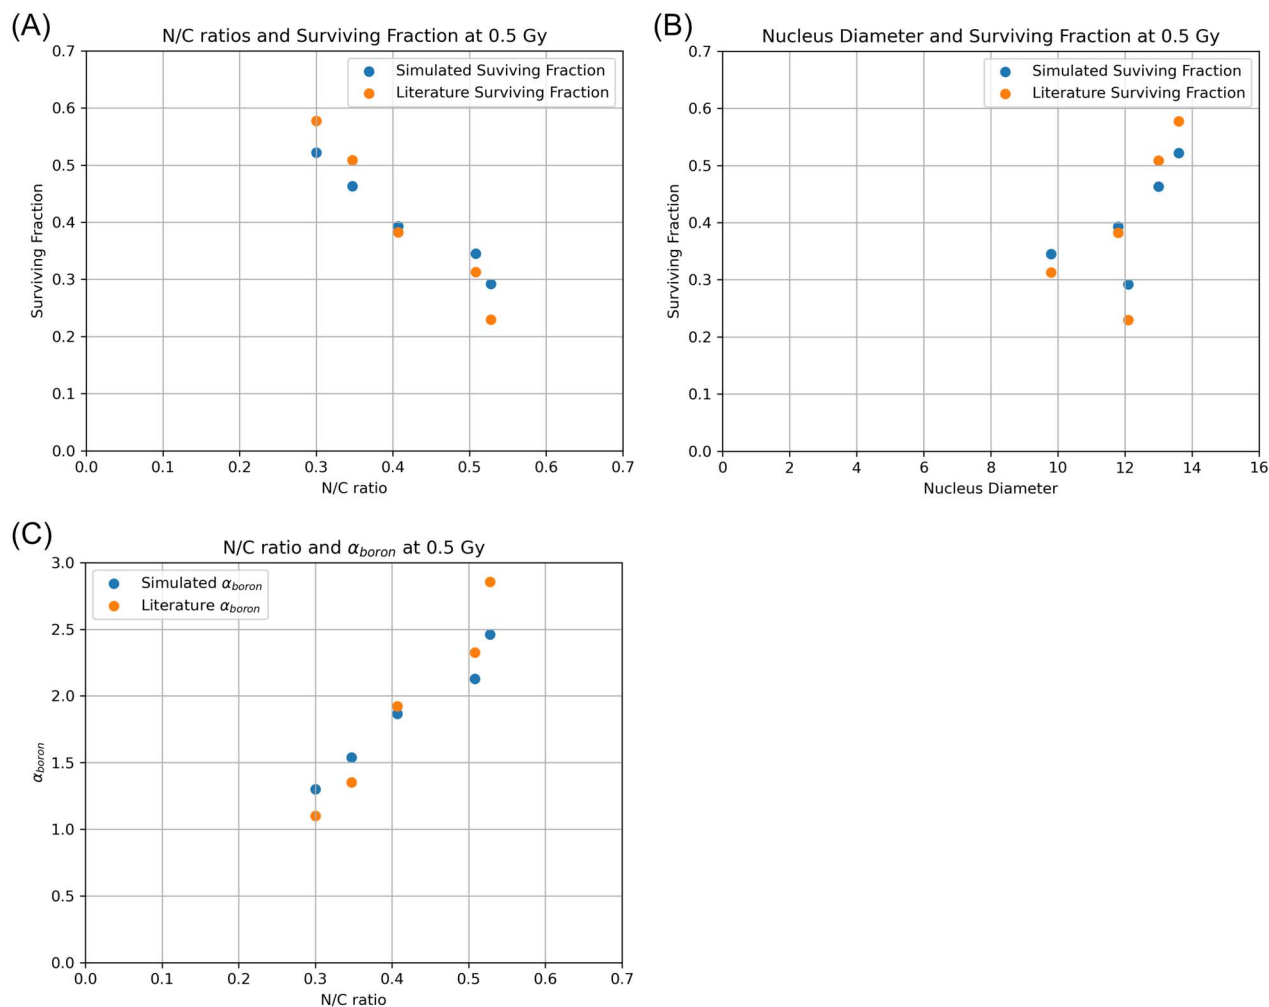 (A)
N/C ratios and Surviving Fraction at 0.5 Gy
Simulated Suviving Fraction
Literature Surviving Fraction
Surviving Fraction
0.7
0.6
0.5
0.4
0.3
0.2
0.1
0.0
0.0 0.1 0.2 0.3 0.4 0.5 0.6 0.7
N/C ratio
(B)
Nucleus Diameter and Surviving Fraction at 0.5 Gy
Simulated Suviving Fraction
Literature Surviving Fraction
Surviving Fraction
0.7
0.6
0.5
0.4
0.3
0.2
0.1
0.0
0 2 4 6 8 10 12 14 16
Nucleus Diameter
(C)
N/C ratio and α_boron at 0.5 Gy
Simulated α_boron
Literature α_boron
α_boron
3.0
2.5
2.0
1.5
1.0
0.5
0.0
0.0 0.1 0.2 0.3 0.4 0.5 0.6 0.7
N/C ratio